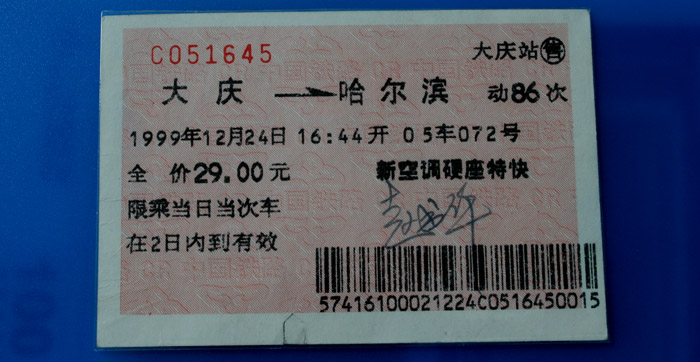 C051645
大庆站售
大庆→哈尔滨 动86次
1999年12月24日 16:44开 05车072号
全 价29.00元 新空调硬座特快
限乘当日当次车
在2日内到有效
57416100021224C0516450015